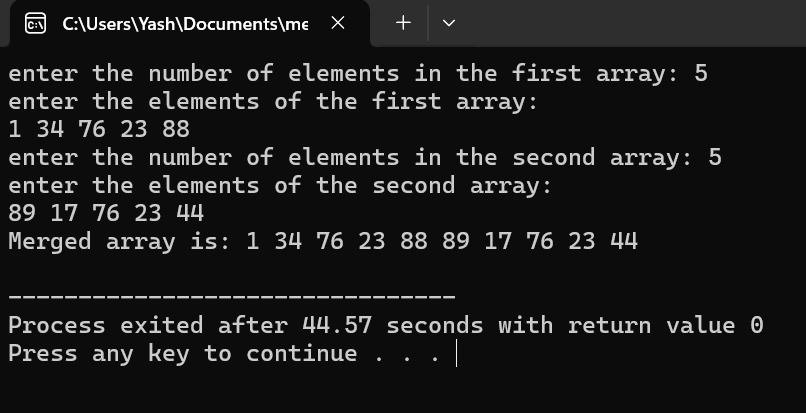 C:\Users\Yash\Documents\me
enter the number of elements in the first array: 5
enter the elements of the first array:
1 34 76 23 88
enter the number of elements in the second array: 5
enter the elements of the second array:
89 17 76 23 44
Merged array is: 1 34 76 23 88 89 17 76 23 44
--------------------------------
Process exited after 44.57 seconds with return value 0
Press any key to continue . . .